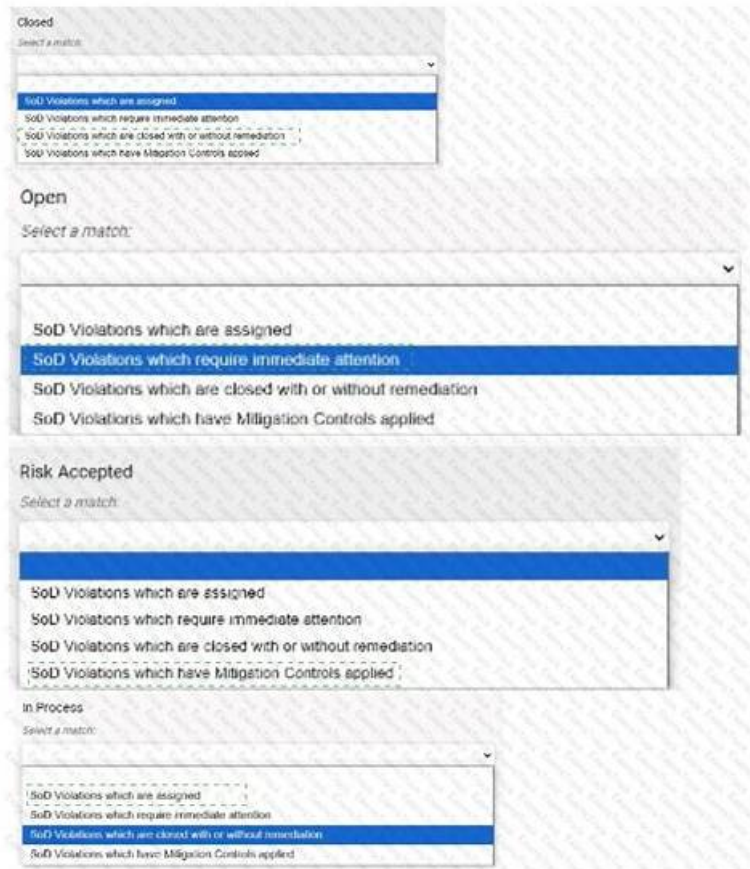 Closed
Select a match:
SoD Violations which are assigned
SoD Violations which require immediate attention
SoD Violations which are closed with or without remediation
SoD Violations which have Mitigation Controls applied
Open
Select a match:
SoD Violations which are assigned
SoD Violations which require immediate attention
SoD Violations which are closed with or without remediation
SoD Violations which have Mitigation Controls applied
Risk Accepted
Select a match:
SoD Violations which are assigned
SoD Violations which require immediate attention
SoD Violations which are closed with or without remediation
SoD Violations which have Mitigation Controls applied
In Process
Select a match:
SoD Violations which are assigned
SoD Violations which require immediate attention
SoD Violations which are closed with or without remediation
SoD Violations which have Mitigation Controls applied